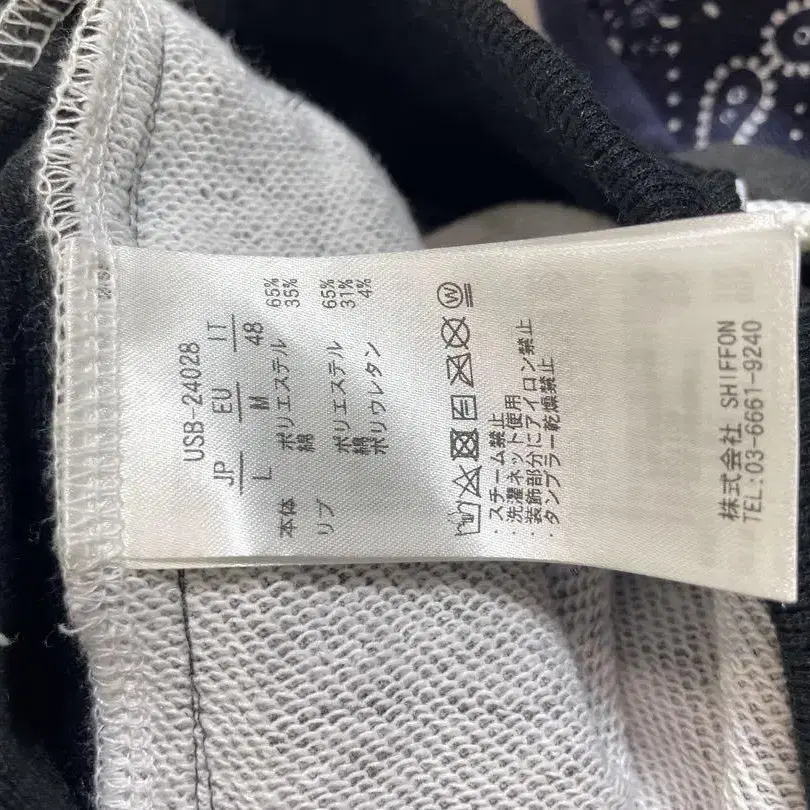 USB-24028
JP EU IT
L M 48
本体 ポリエステル 65%
綿 35%
リブ ポリエステル 65%
綿 31%
ポリウレタン 4%
・スチーム禁止
・洗濯ネット使用
・装飾部分にアイロン禁止
・タンブラー乾燥禁止
株式会社 SHIFFON
TEL:03-6661-9240